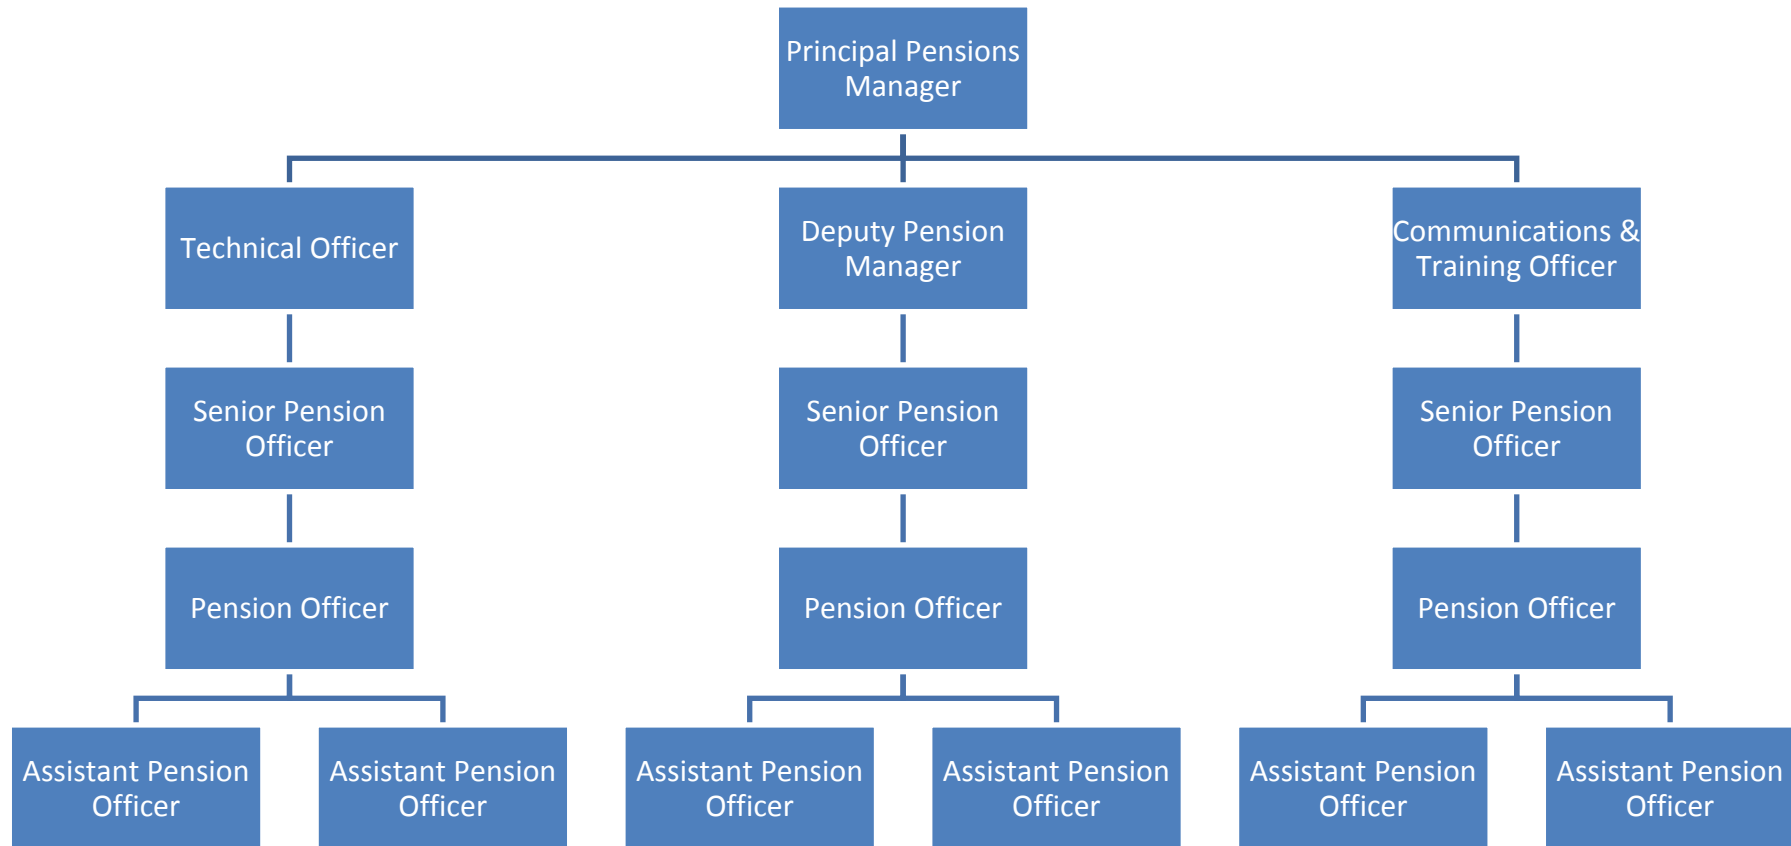 Principal Pensions
Manager
Technical Officer
Deputy Pension
Manager
Communications &
Training Officer
Senior Pension
Officer
Senior Pension
Officer
Senior Pension
Officer
Pension Officer
Pension Officer
Pension Officer
Assistant Pension
Officer
Assistant Pension
Officer
Assistant Pension
Officer
Assistant Pension
Officer
Assistant Pension
Officer
Assistant Pension
Officer